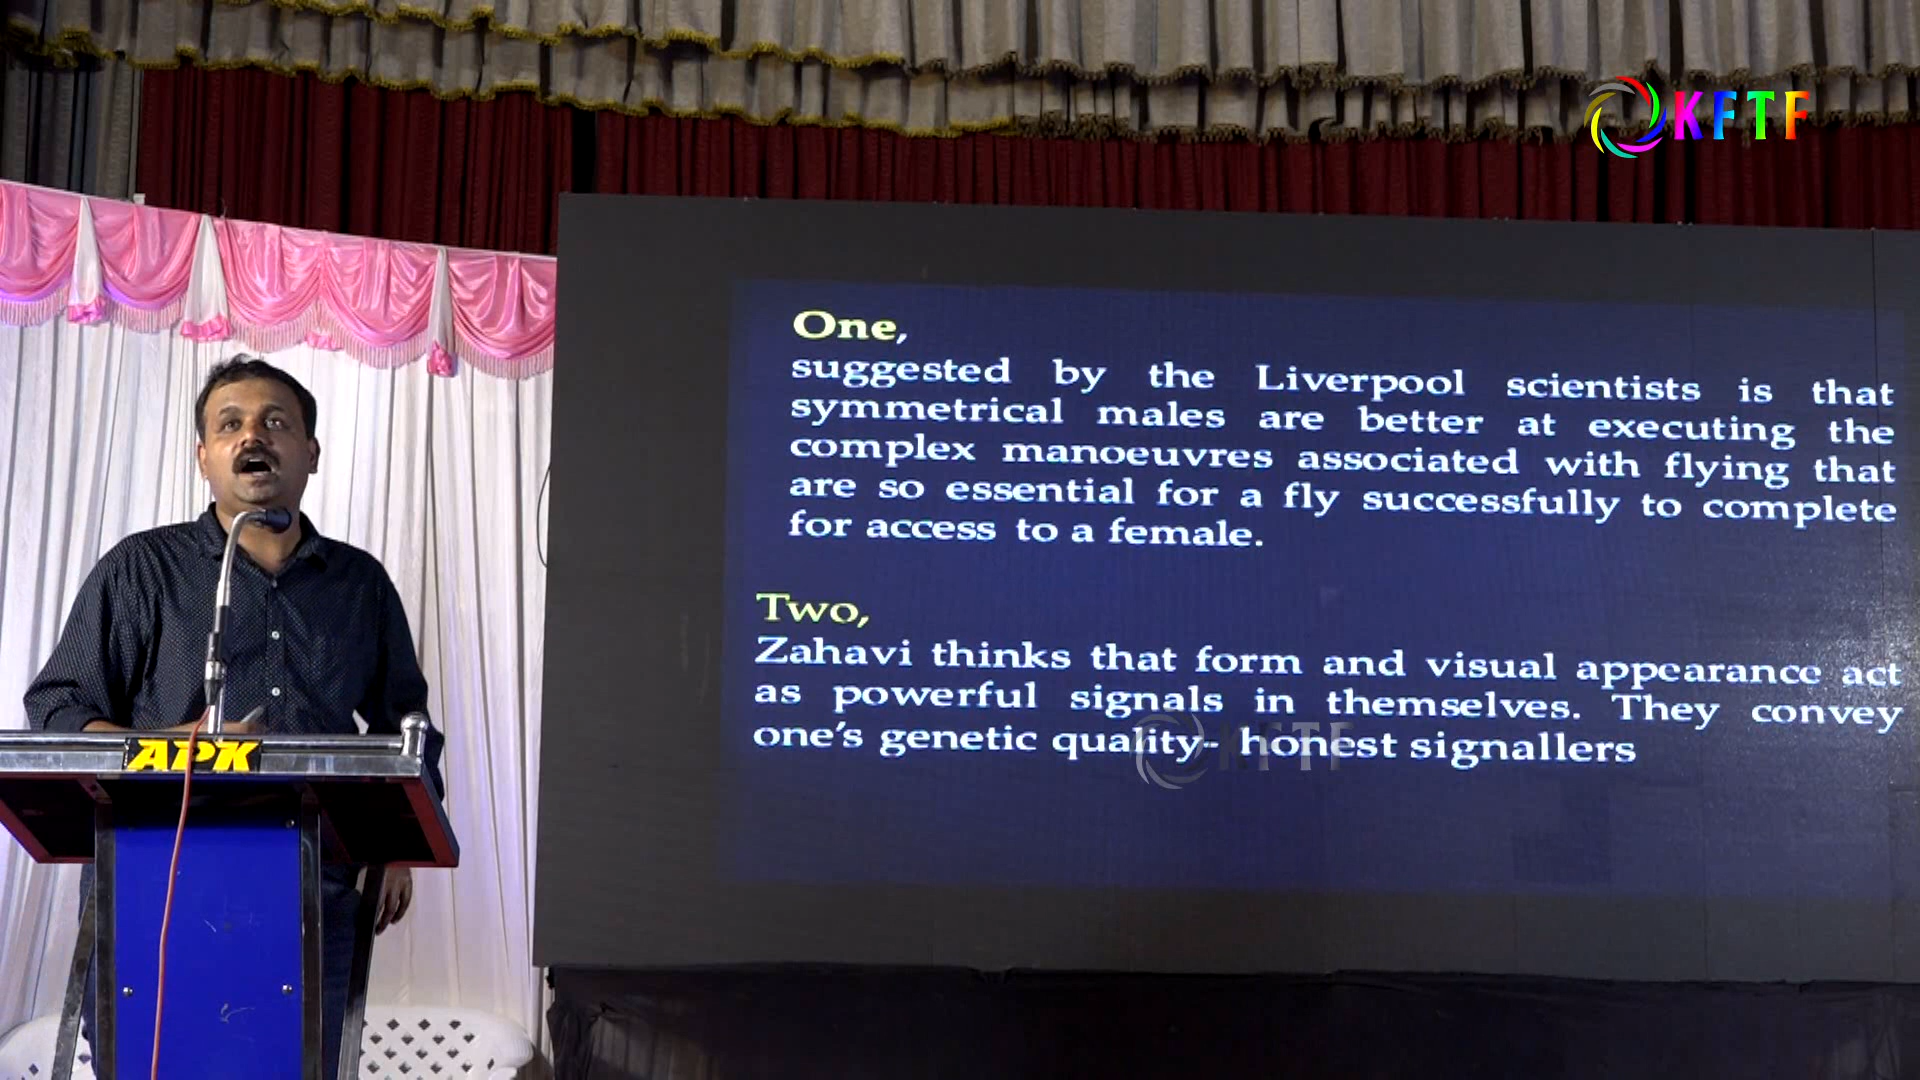 KFTF
One,
suggested by the Liverpool scientists is that
symmetrical males are better at executing the
complex manoeuvres associated with flying that
are so essential for a fly successfully to complete
for access to a female.
Two,
Zahavi thinks that form and visual appearance act
as powerful signals in themselves. They convey
one's genetic quality- honest signallers
KFTF
APK